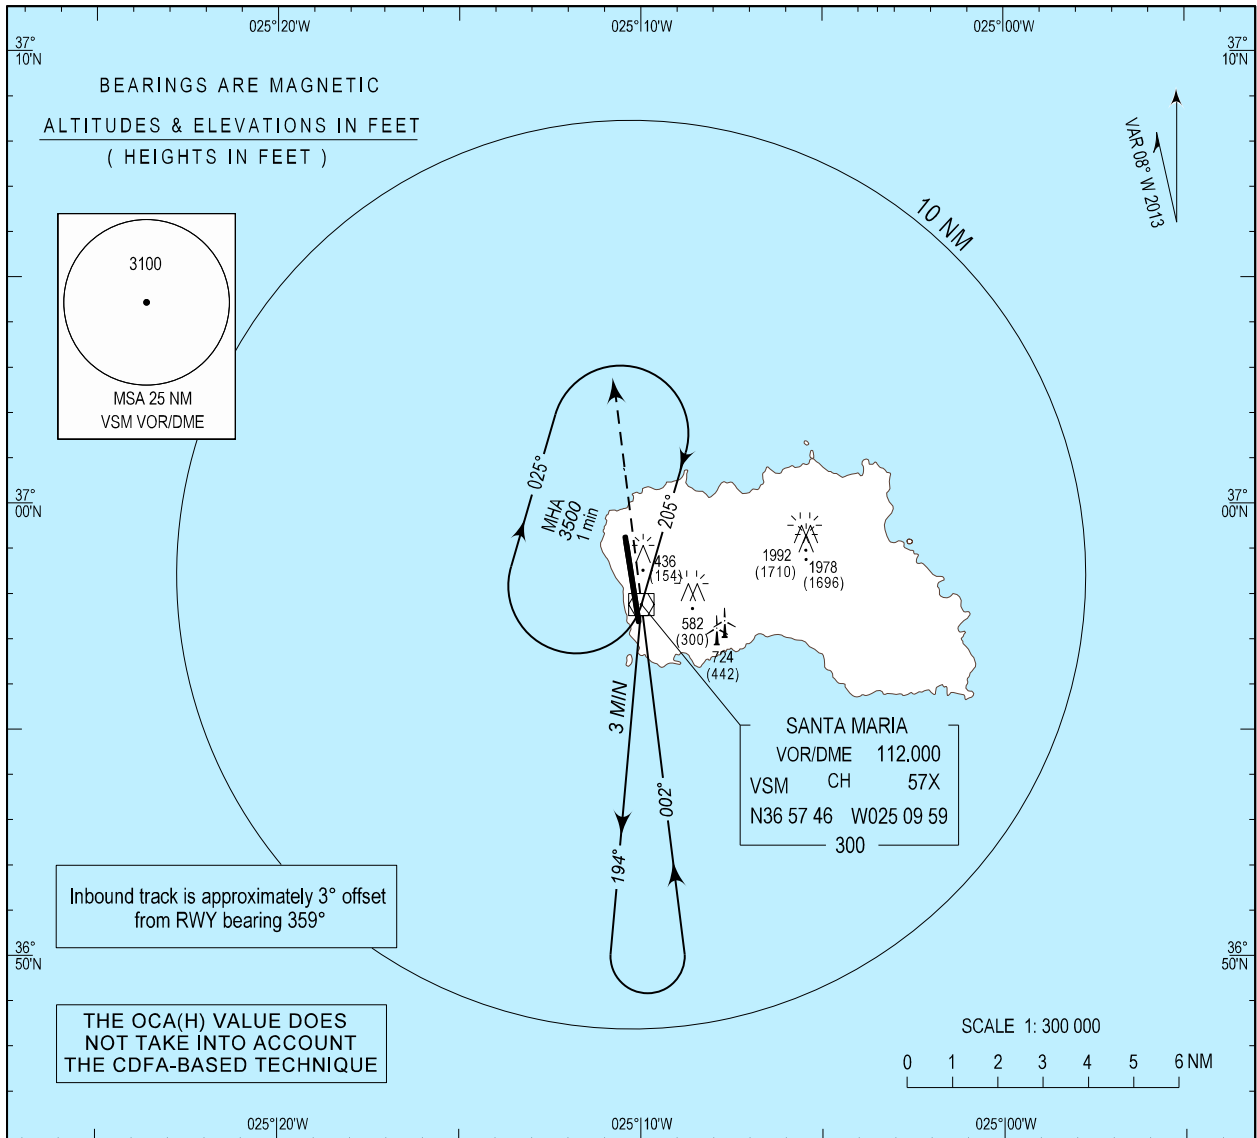 025°20'W 025°10'W 025°00'W
37°
10'N
37°
10'N
BEARINGS ARE MAGNETIC
ALTITUDES & ELEVATIONS IN FEET
( HEIGHTS IN FEET )
VAR 08° W 2013
10 NM
3100
MSA 25 NM
VSM VOR/DME
025°
MHA
3500
1 min
205°
37°
00'N
37°
00'N
436
(154)
1992
(1710)
1978
(1696)
582
(300)
724
(442)
3 MIN
002°
194°
SANTA MARIA
VOR/DME 112.000
VSM CH 57X
N36 57 46 W025 09 59
300
Inbound track is approximately 3° offset
from RWY bearing 359°
36°
50'N
36°
50'N
THE OCA(H) VALUE DOES
NOT TAKE INTO ACCOUNT
THE CDFA-BASED TECHNIQUE
SCALE 1: 300 000
0 1 2 3 4 5 6 NM
025°20'W 025°10'W 025°00'W